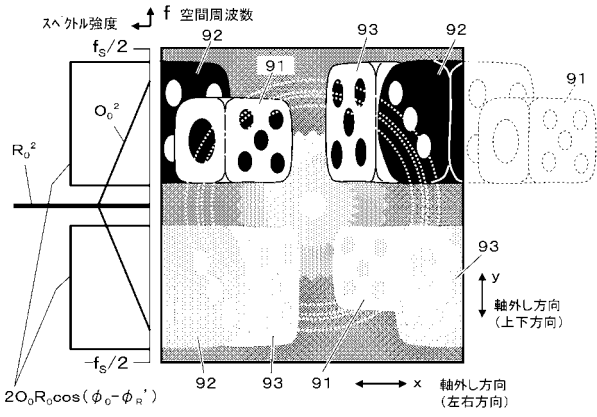 スペクトル強度
f 空間周波数
fS/2
92
91
93
92
91
O0²
R0²
93
y
軸外し方向
(上下方向)
-fS/2
92
93
91
x 軸外し方向
(左右方向)
2O0R0cos(φ0-φR')